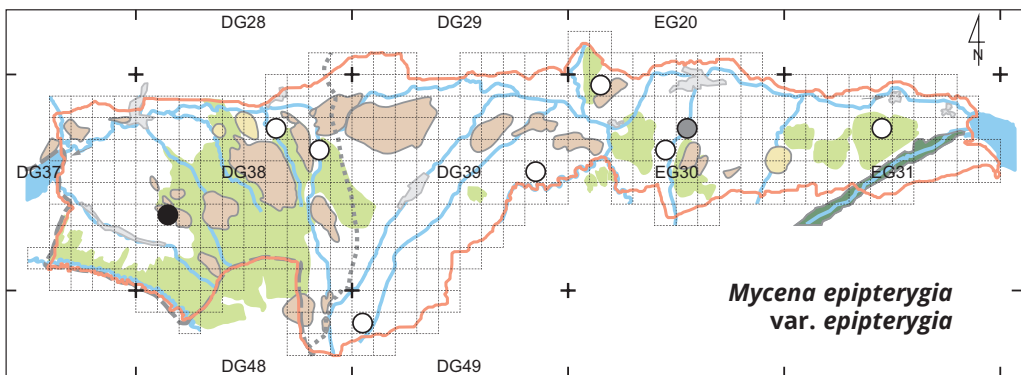 DG28 DG29 EG20
N
DG37 DG38 DG39 EG30 EG31
Mycena epipterygia
var. epipterygia
DG48 DG49